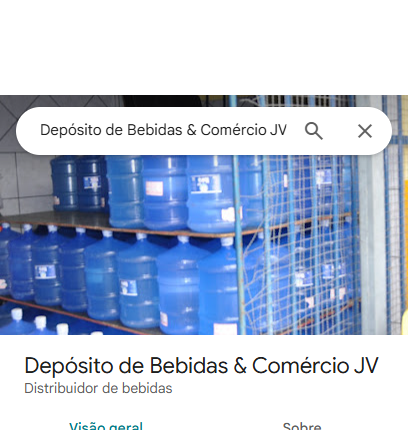 Depósito de Bebidas & Comércio JV
Depósito de Bebidas & Comércio JV
Distribuidor de bebidas
Visão geral
Sobre